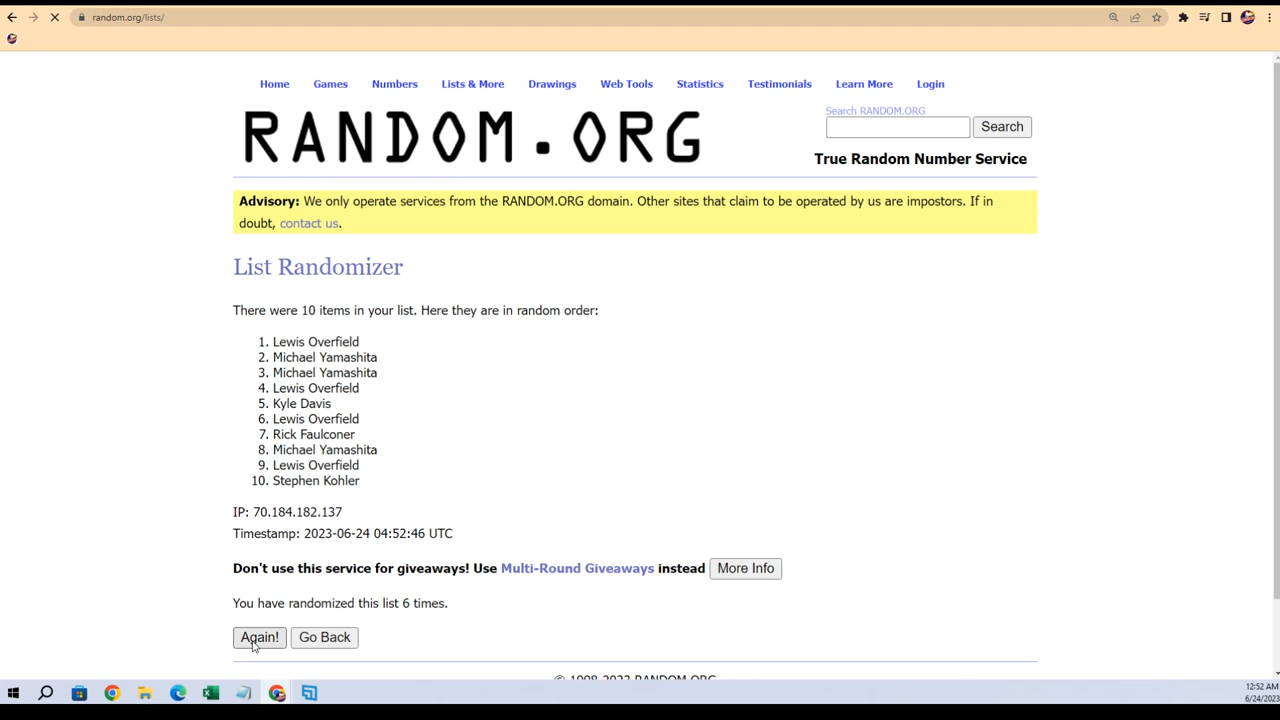 random.org/lists/
Home Games Numbers Lists & More Drawings Web Tools Statistics Testimonials Learn More Login
RANDOM.ORG
Search RANDOM.ORG
Search
True Random Number Service
Advisory: We only operate services from the RANDOM.ORG domain. Other sites that claim to be operated by us are impostors. If in
doubt, contact us.
List Randomizer
There were 10 items in your list. Here they are in random order:
1. Lewis Overfield
2. Michael Yamashita
3. Michael Yamashita
4. Lewis Overfield
5. Kyle Davis
6. Lewis Overfield
7. Rick Faulconer
8. Michael Yamashita
9. Lewis Overfield
10. Stephen Kohler
IP: 70.184.182.137
Timestamp: 2023-06-24 04:52:46 UTC
Don't use this service for giveaways! Use Multi-Round Giveaways instead More Info
You have randomized this list 6 times.
Again! Go Back
© 1998-2023 RANDOM.ORG
12:52 AM
6/24/2023